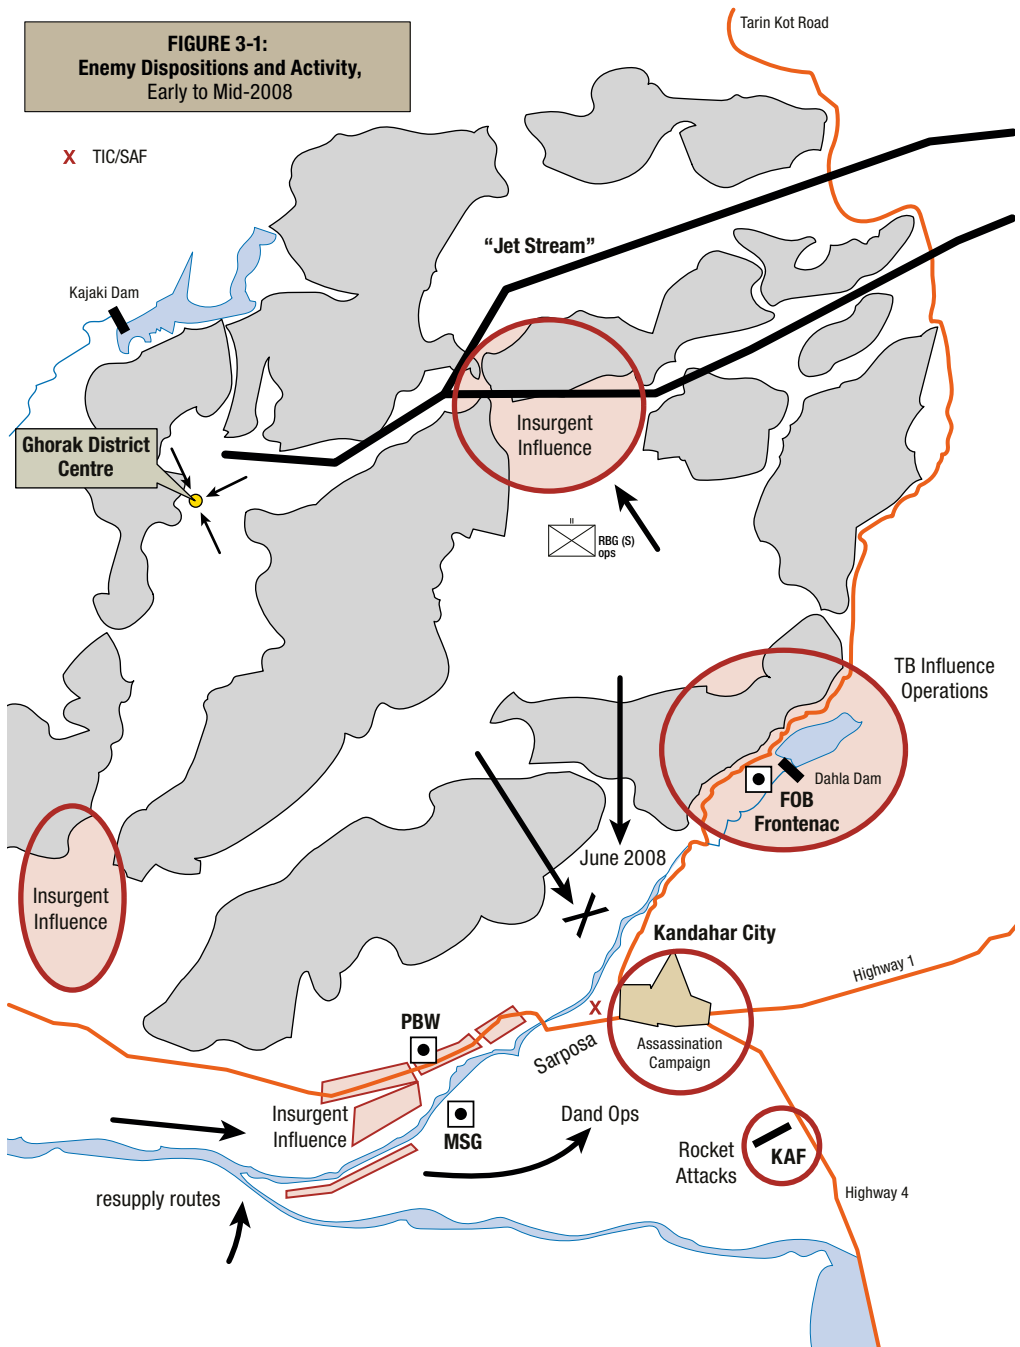 FIGURE 3-1:
Enemy Dispositions and Activity,
Early to Mid-2008
X TIC/SAF
Tarin Kot Road
"Jet Stream"
Kajaki Dam
Insurgent
Influence
Ghorak District
Centre
II
RBG (S)
ops
TB Influence
Operations
Dahla Dam
FOB
Frontenac
June 2008
Insurgent
Influence
Kandahar City
Highway 1
X
PBW
Sarposa
Assassination
Campaign
Insurgent
Influence
MSG
Dand Ops
Rocket
Attacks
KAF
resupply routes
Highway 4